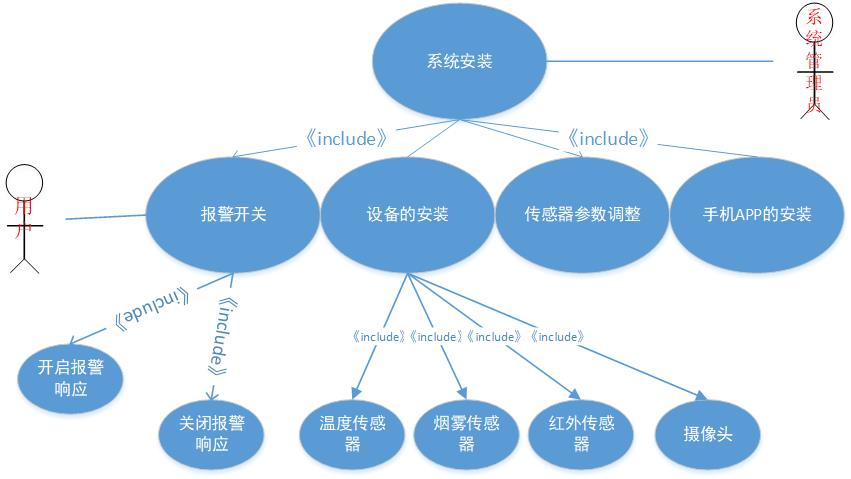 系统安装
系
统
管
理
员
《include》
《include》
用
户
报警开关
设备的安装
传感器参数调整
手机APP的安装
《include》
《include》
《include》
《include》
《include》
《include》
开启报警
响应
关闭报警
响应
温度传感
器
烟雾传感
器
红外传感
器
摄像头